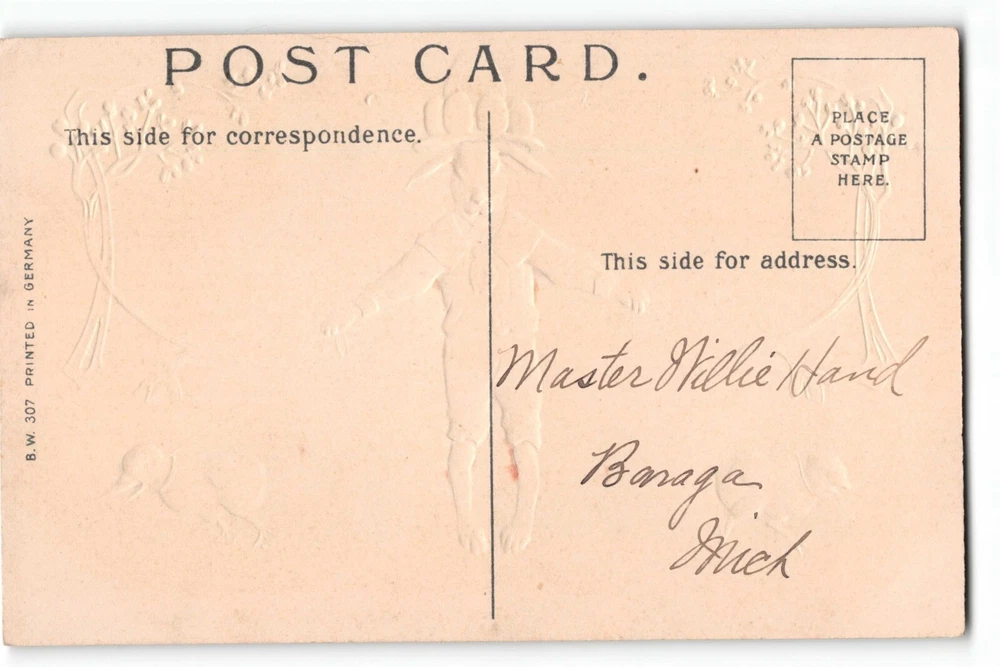 POST CARD.
This side for correspondence.
PLACE
A POSTAGE
STAMP
HERE.
This side for address.
Master Willie Hand
Baraga
Mich
B.W. 307 PRINTED IN GERMANY